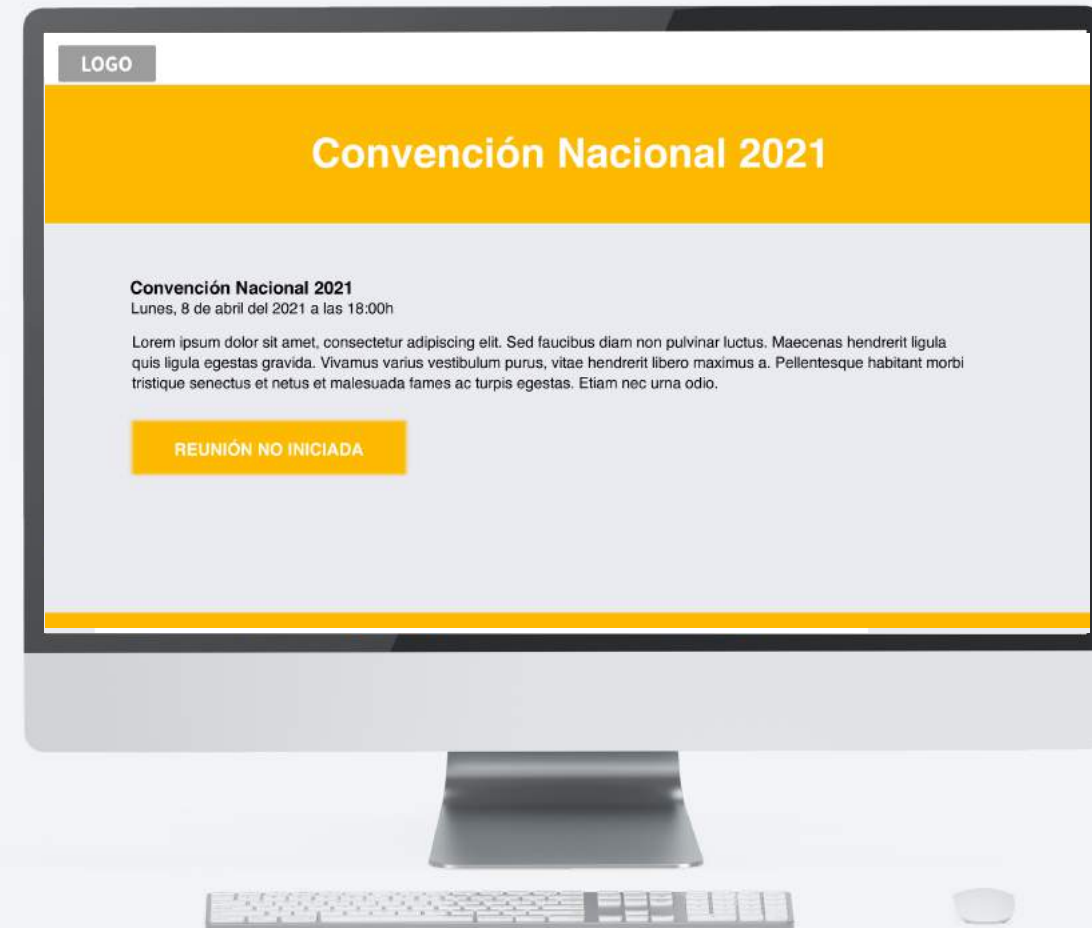 LOGO
Convención Nacional 2021
Convención Nacional 2021
Lunes, 8 de abril del 2021 a las 18:00h
Lorem ipsum dolor sit amet, consectetur adipiscing elit. Sed faucibus diam non pulvinar luctus. Maecenas hendrerit ligula
quis ligula egestas gravida. Vivamus varius vestibulum purus, vitae hendrerit libero maximus a. Pellentesque habitant morbi
tristique senectus et netus et malesuada fames ac turpis egestas. Etiam nec urna odio.
REUNIÓN NO INICIADA